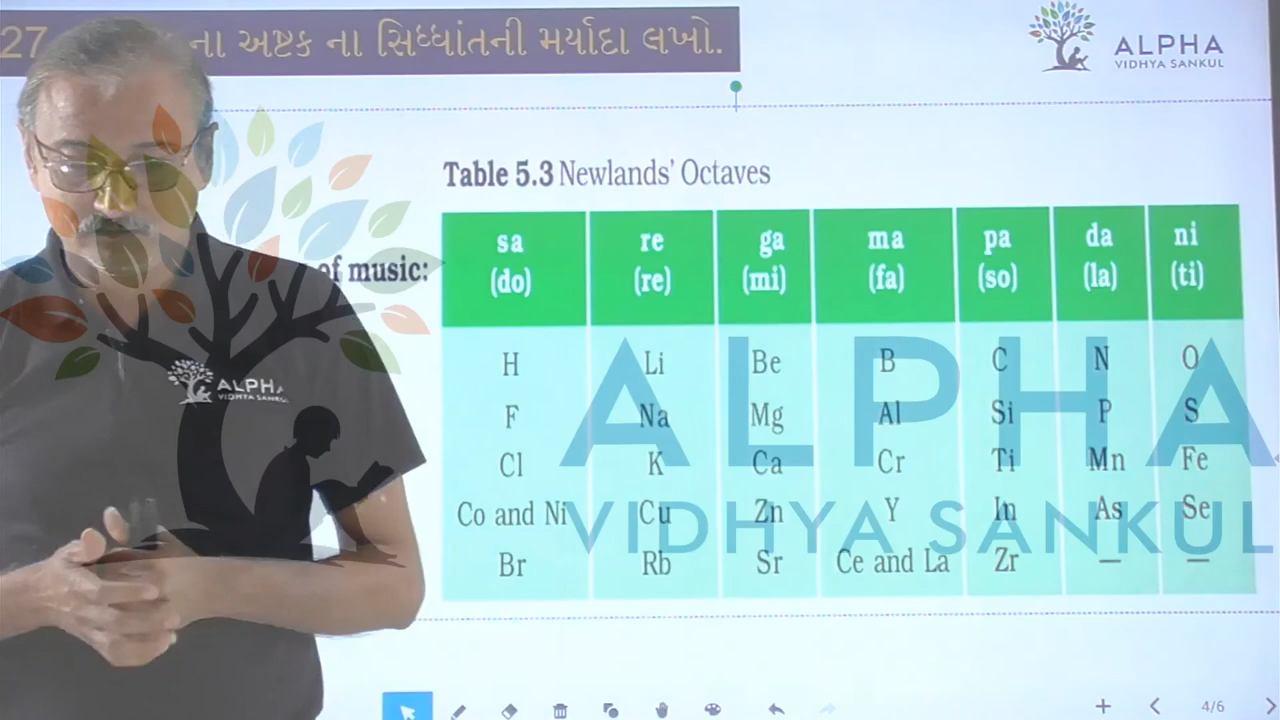 27
ના અષ્ટક ના સિધ્ધાંતની મર્યાદા લખો.
ALPHA
VIDHYA SANKUL
Table 5.3 Newlands' Octaves
of music:
sa re ga ma pa da ni
(do) (re) (mi) (fa) (so) (la) (ti)
H Li Be B C N O
F Na Mg Al Si P S
Cl K Ca Cr Ti Mn Fe
Co and Ni Cu Zn Y In As Se
Br Rb Sr Ce and La Zr — —
ALPHA
VIDHYA SANKUL
ALPHA
VIDHYA SANKUL
4/6